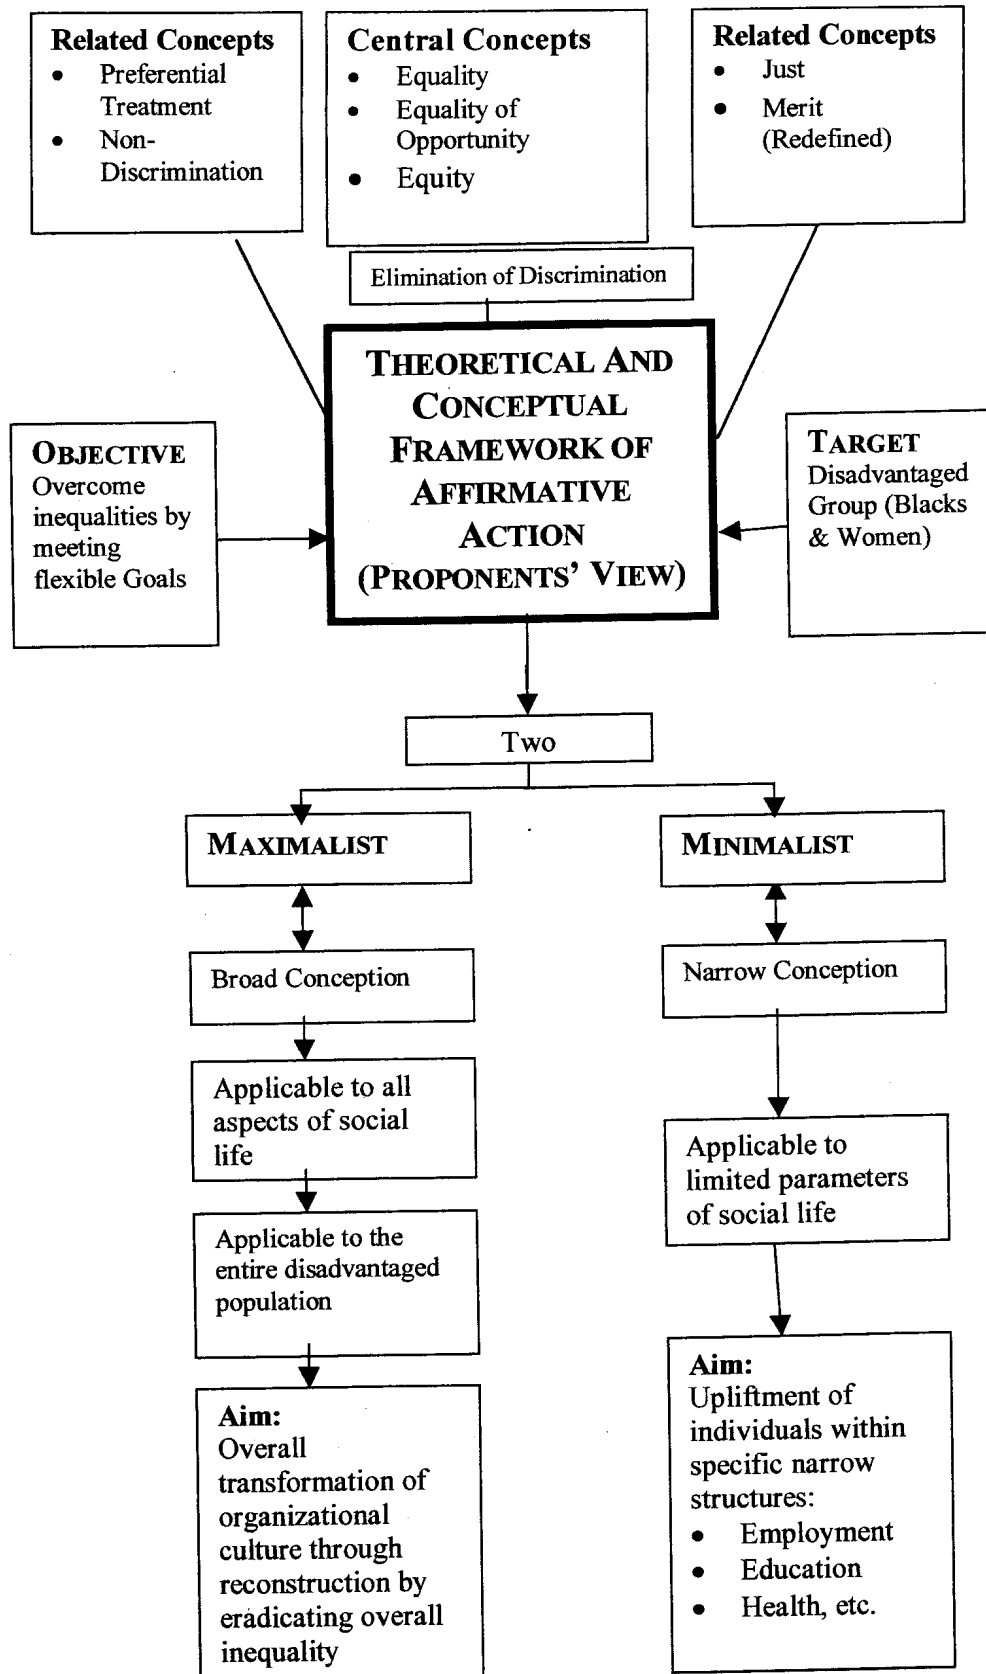 Related Concepts
• Preferential
Treatment
• Non-
Discrimination
Central Concepts
• Equality
• Equality of
Opportunity
• Equity
Related Concepts
• Just
• Merit
(Redefined)
Elimination of Discrimination
THEORETICAL AND
CONCEPTUAL
FRAMEWORK OF
AFFIRMATIVE
ACTION
(PROPONENTS' VIEW)
OBJECTIVE
Overcome
inequalities by
meeting
flexible Goals
TARGET
Disadvantaged
Group (Blacks
& Women)
Two
MAXIMALIST
Broad Conception
Applicable to all
aspects of social
life
Applicable to the
entire disadvantaged
population
Aim:
Overall
transformation of
organizational
culture through
reconstruction by
eradicating overall
inequality
MINIMALIST
Narrow Conception
Applicable to
limited parameters
of social life
Aim:
Upliftment of
individuals within
specific narrow
structures:
• Employment
• Education
• Health, etc.